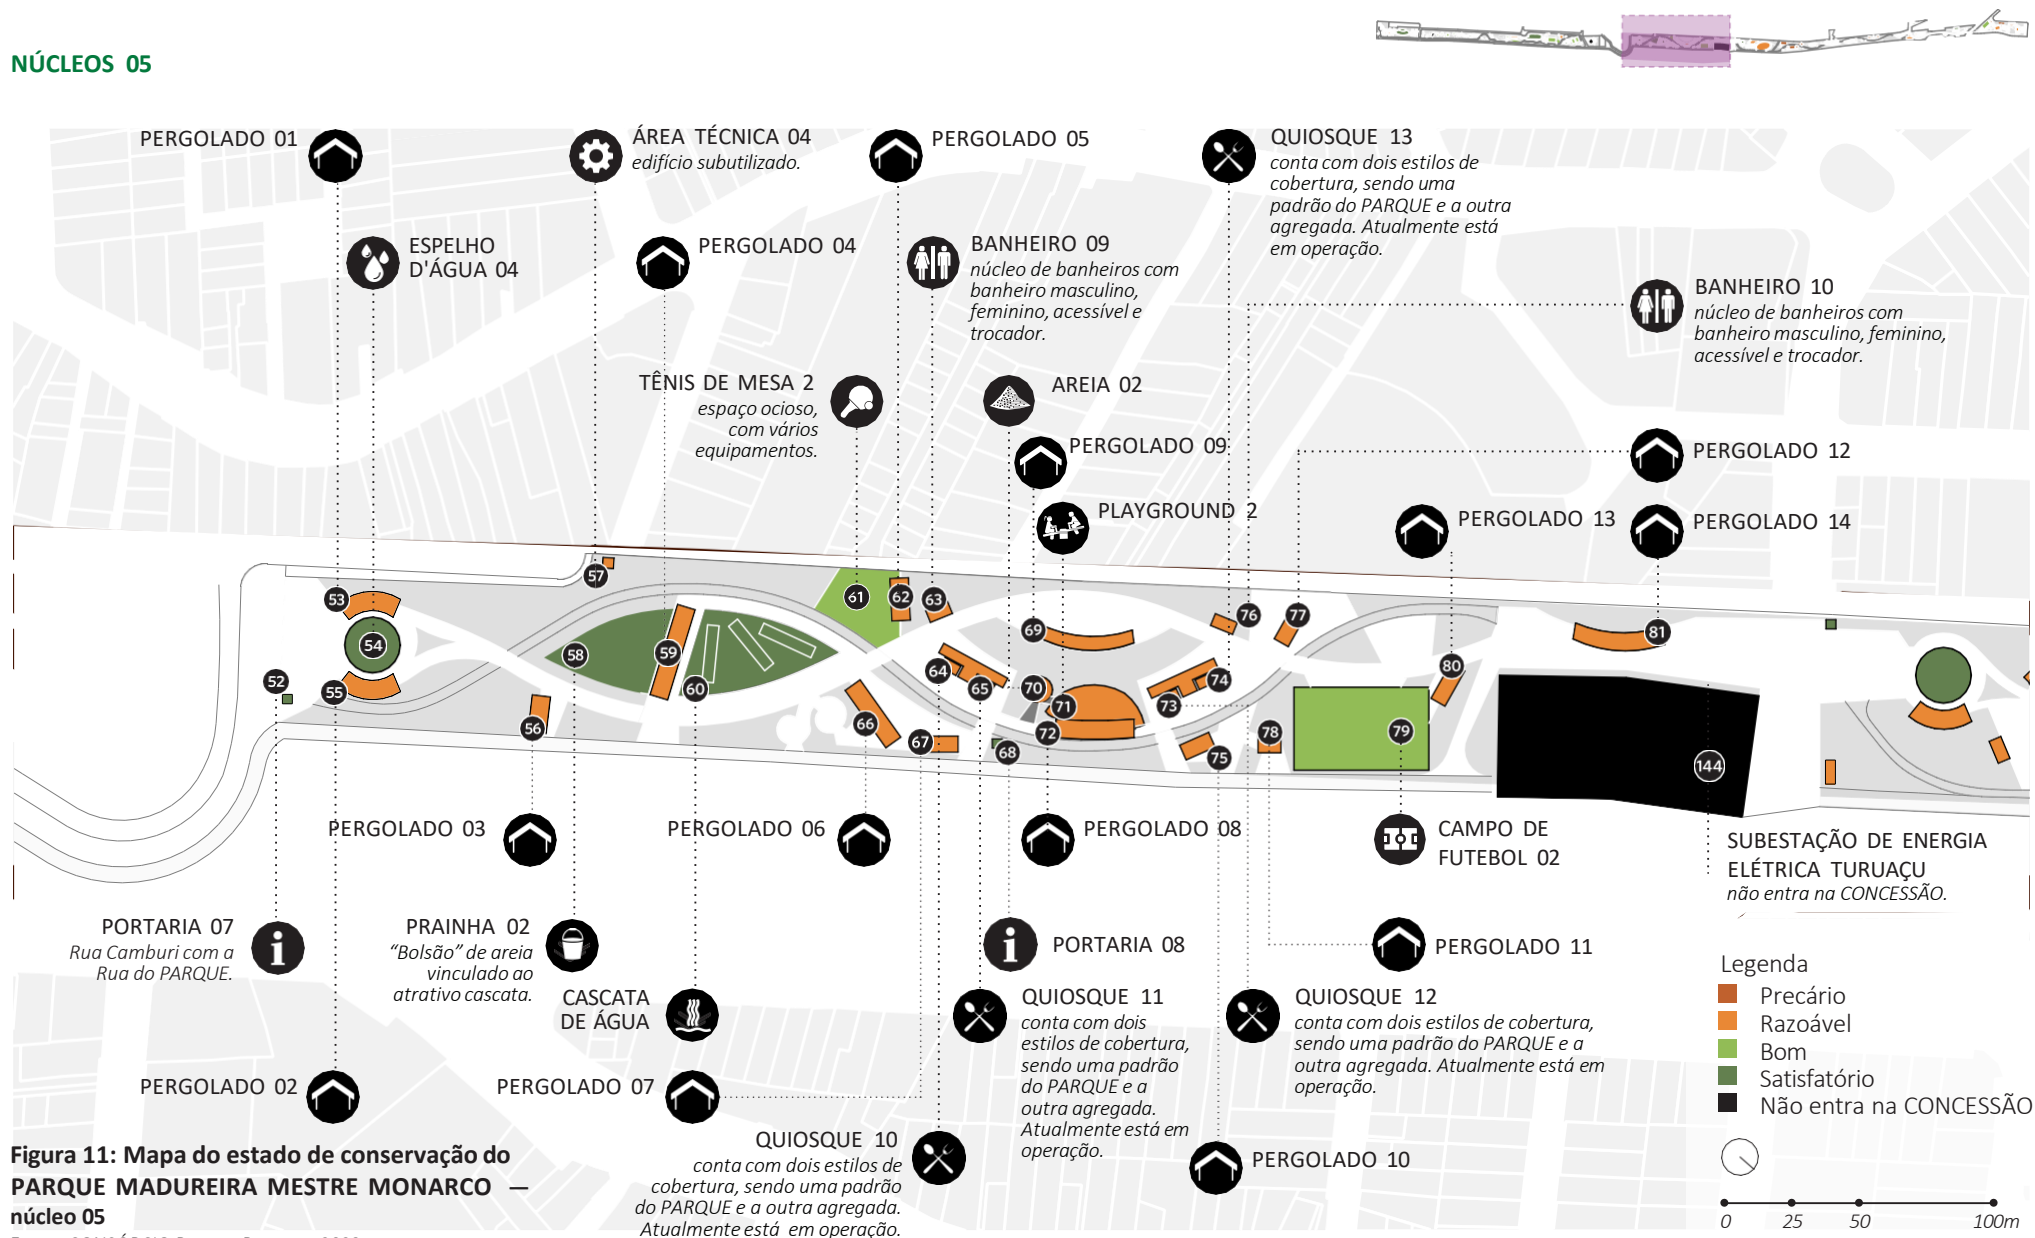 NÚCLEOS 05
PERGOLADO 01
ÁREA TÉCNICA 04
edifício subutilizado.
PERGOLADO 05
QUIOSQUE 13
conta com dois estilos de
cobertura, sendo uma
padrão do PARQUE e a outra
agregada. Atualmente está
em operação.
ESPELHO
D'ÁGUA 04
PERGOLADO 04
BANHEIRO 09
núcleo de banheiros com
banheiro masculino,
feminino, acessível e
trocador.
BANHEIRO 10
núcleo de banheiros com
banheiro masculino, feminino,
acessível e trocador.
TÊNIS DE MESA 2
espaço ocioso,
com vários
equipamentos.
AREIA 02
PERGOLADO 09
PERGOLADO 12
PLAYGROUND 2
PERGOLADO 13
PERGOLADO 14
57
53
61
62
63
76
77
69
81
54
58
59
64
80
52
55
60
65
70
74
71
73
66
56
67
72
68
78
79
75
144
PERGOLADO 03
PERGOLADO 06
PERGOLADO 08
CAMPO DE
FUTEBOL 02
SUBESTAÇÃO DE ENERGIA
ELÉTRICA TURUAÇU
não entra na CONCESSÃO.
PORTARIA 07
Rua Camburi com a
Rua do PARQUE.
PRAINHA 02
“Bolsão” de areia
vinculado ao
atrativo cascata.
PORTARIA 08
PERGOLADO 11
CASCATA
DE ÁGUA
QUIOSQUE 11
conta com dois
estilos de cobertura,
sendo uma padrão
do PARQUE e a
outra agregada.
Atualmente está em
operação.
QUIOSQUE 12
conta com dois estilos de cobertura,
sendo uma padrão do PARQUE e a
outra agregada. Atualmente está em
operação.
PERGOLADO 02
PERGOLADO 07
QUIOSQUE 10
conta com dois estilos de
cobertura, sendo uma padrão
do PARQUE e a outra agregada.
Atualmente está em operação.
PERGOLADO 10
Legenda
Precário
Razoável
Bom
Satisfatório
Não entra na CONCESSÃO
0 25 50 100m
Figura 11: Mapa do estado de conservação do
PARQUE MADUREIRA MESTRE MONARCO —
núcleo 05